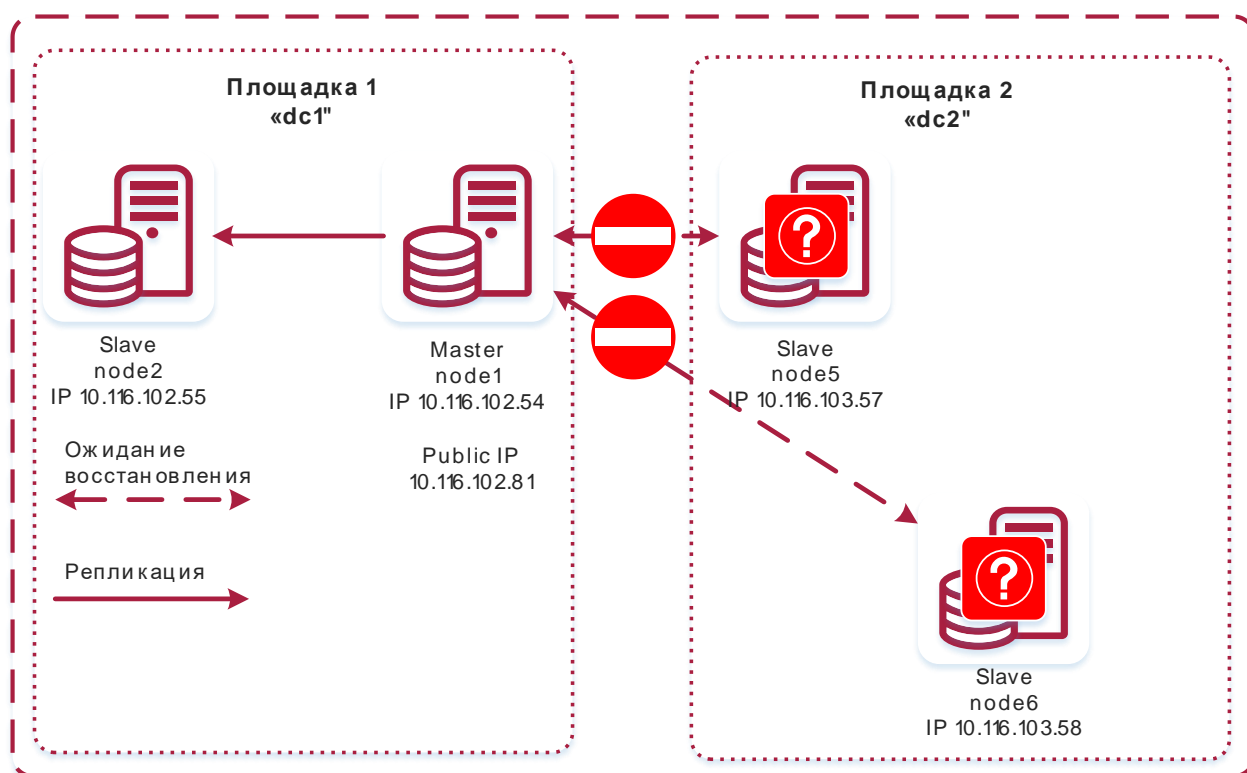 Площадка 1
«dc1"
Площадка 2
«dc2"
?
Slave
node2
IP 10.116.102.55
Master
node1
IP 10.116.102.54
Public IP
10.116.102.81
Slave
node5
IP 10.116.103.57
Ожидание
восстановления
Репликация
?
Slave
node6
IP 10.116.103.58